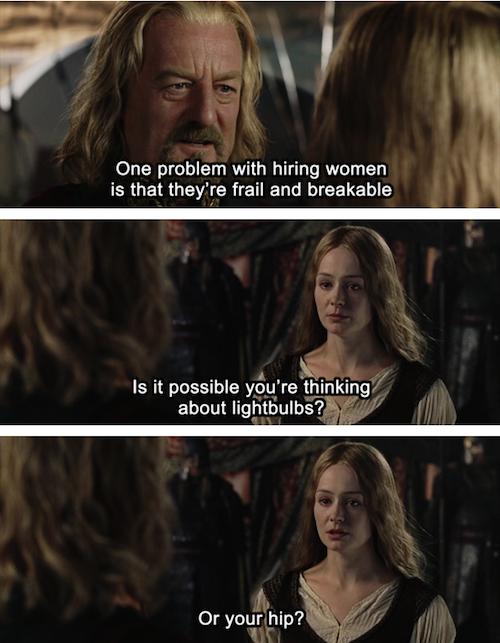 One problem with hiring women
is that they're frail and breakable
Is it possible you're thinking
about lightbulbs?
Or your hip?